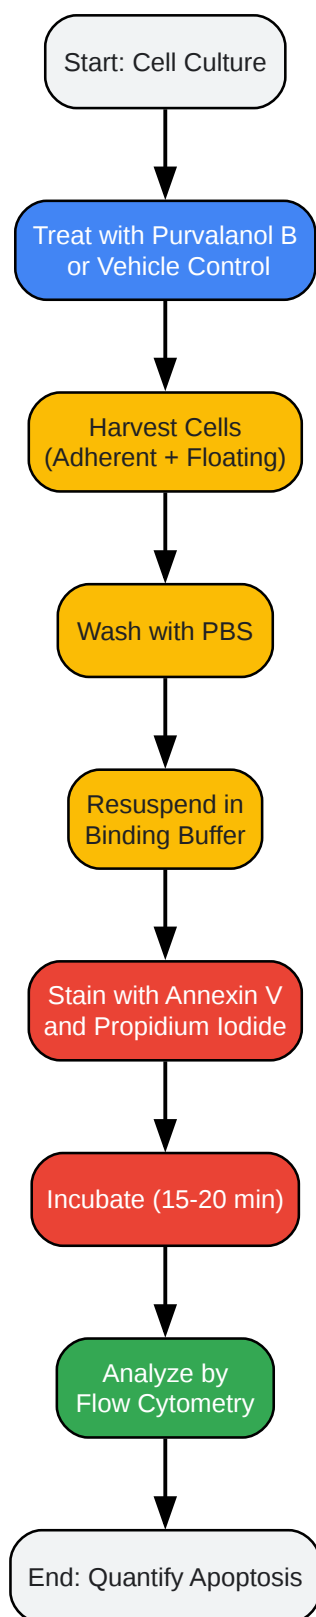 Start: Cell Culture
Treat with Purvalanol B
or Vehicle Control
Harvest Cells
(Adherent + Floating)
Wash with PBS
Resuspend in
Binding Buffer
Stain with Annexin V
and Propidium Iodide
Incubate (15-20 min)
Analyze by
Flow Cytometry
End: Quantify Apoptosis